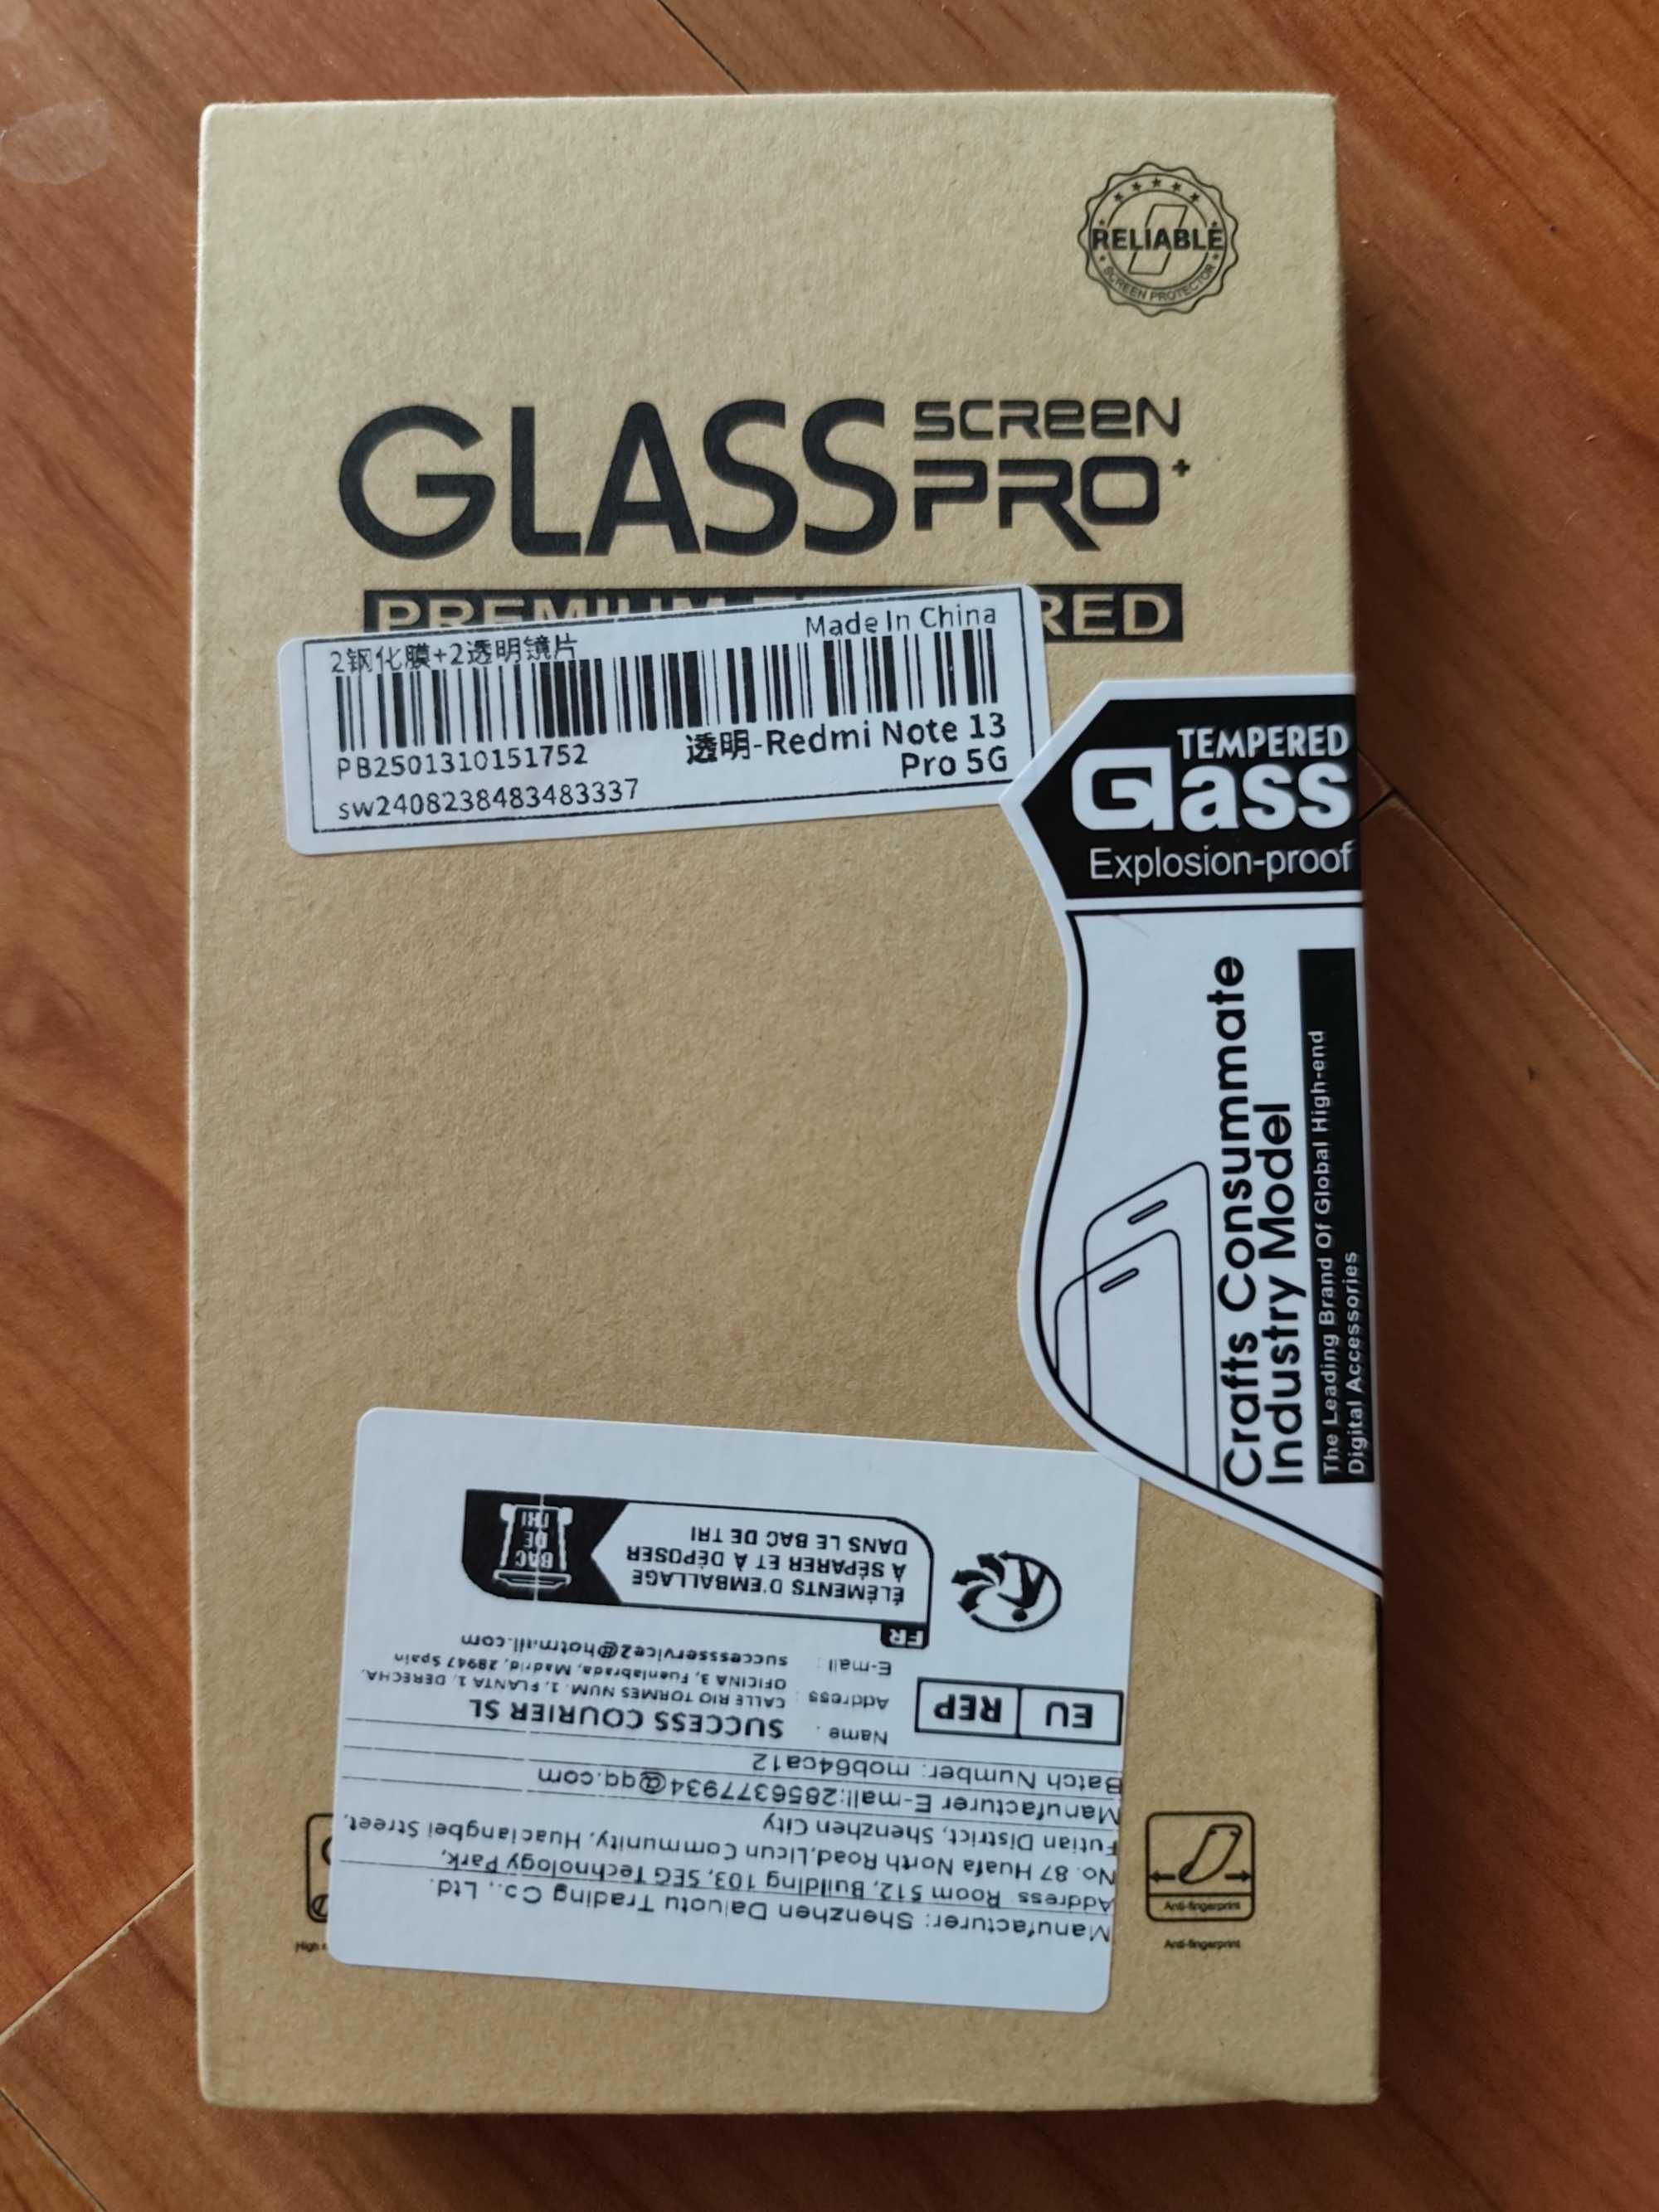 RELIABLE
SCREEN PROTECTOR
GLASS SCREEN
PRO+
PREMIUM RED
2钢化膜+2透明镜片
Made In China
PB2501310151752
透明-Redmi Note 13
Pro 5G
sw2408238483483337
TEMPERED
Glass
Explosion-proof
Crafts Consummate
Industry Model
The Leading Brand Of Global High-end
Digital Accessories
Manufacturer: Shenzhen Daluotu Trading Co., Ltd.
Address: Room 512, Building 103, SEG Technology Park,
No. 87 Huafa North Road,Licun Community, Huaciangbei Street,
Futian District, Shenzhen City
Manufacturer E-mail:2856377934@qq.com
Batch Number: mob64ca12
EU REP
Name: SUCCESS COURIER SL
Address: CALLE RIO TORMES NUM. 1, PLANTA 1, DERECHA,
OFICINA 3, Fuenlabrada, Madrid, 28947 Spain
E-mail: successservice2@hotmail.com
FR
ÉLÉMENTS D'EMBALLAGE
À SÉPARER ET À DÉPOSER
DANS LE BAC DE TRI
BAC
DE
TRI
High
Anti-fingerprint
Anti-fingerprint